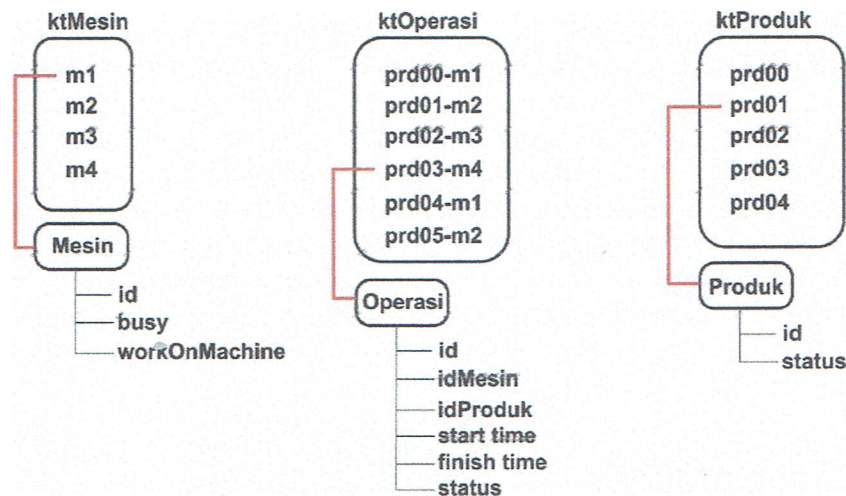 ktMesin
m1
m2
m3
m4
Mesin
id
busy
workOnMachine
ktOperasi
prd00-m1
prd01-m2
prd02-m3
prd03-m4
prd04-m1
prd05-m2
Operasi
id
idMesin
idProduk
start time
finish time
status
ktProduk
prd00
prd01
prd02
prd03
prd04
Produk
id
status